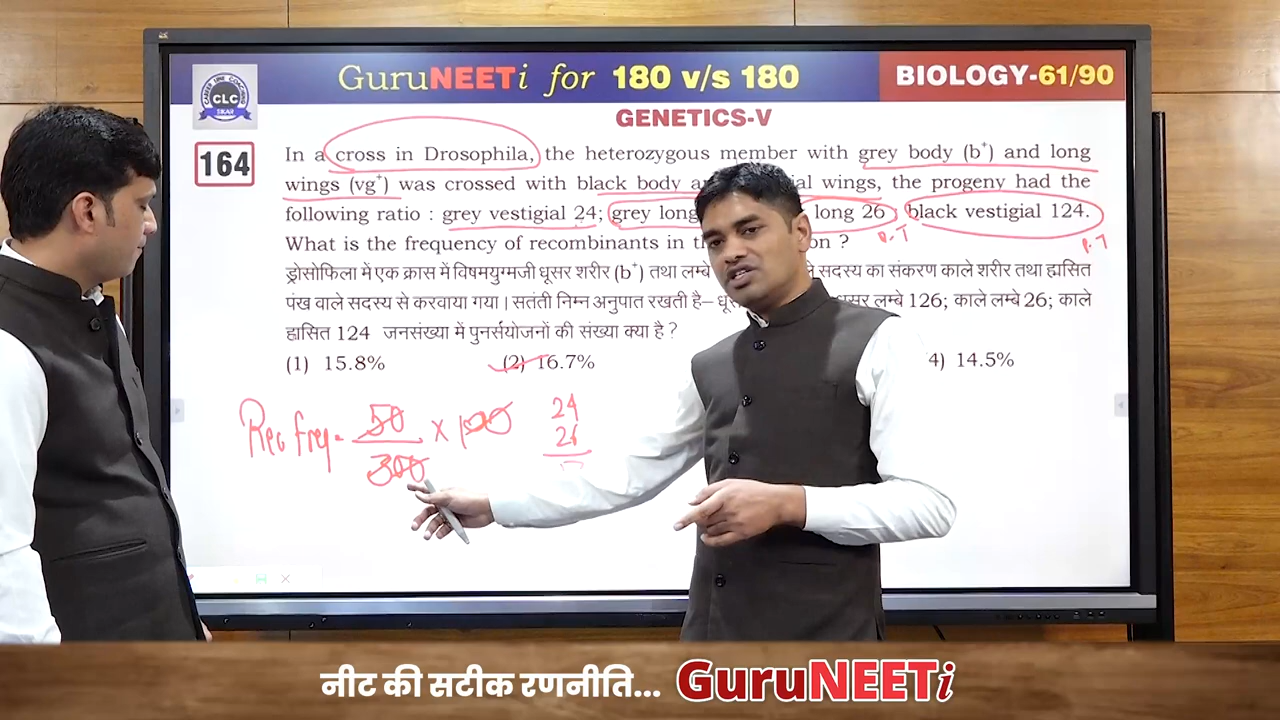 GuruNEETi for 180 v/s 180
BIOLOGY-61/90
CLC
SIKAR
GENETICS-V
164
In a cross in Drosophila, the heterozygous member with grey body (b⁺) and long
wings (vg⁺) was crossed with black body wings, the progeny had the
following ratio : grey vestigial 24; grey long long 26 black vestigial 124.
What is the frequency of recombinants in ?
ड्रोसोफिला में एक क्रास में विषमयुग्मजी धूसर शरीर (b⁺) तथा लम्बे सदस्य का संकरण काले शरीर तथा ह्यसित
पंख वाले सदस्य से करवाया गया। सतंती निम्न अनुपात रखती है– लम्बे 126; काले लम्बे 26; काले
ह्यसित 124 जनसंख्या में पुनर्संयोजनों की संख्या क्या है ?
(1) 15.8%
(2) 16.7%
4) 14.5%
P.T
Rec freq = 50/300 × 100
24
26
नीट की सटीक रणनीति... GuruNEETi